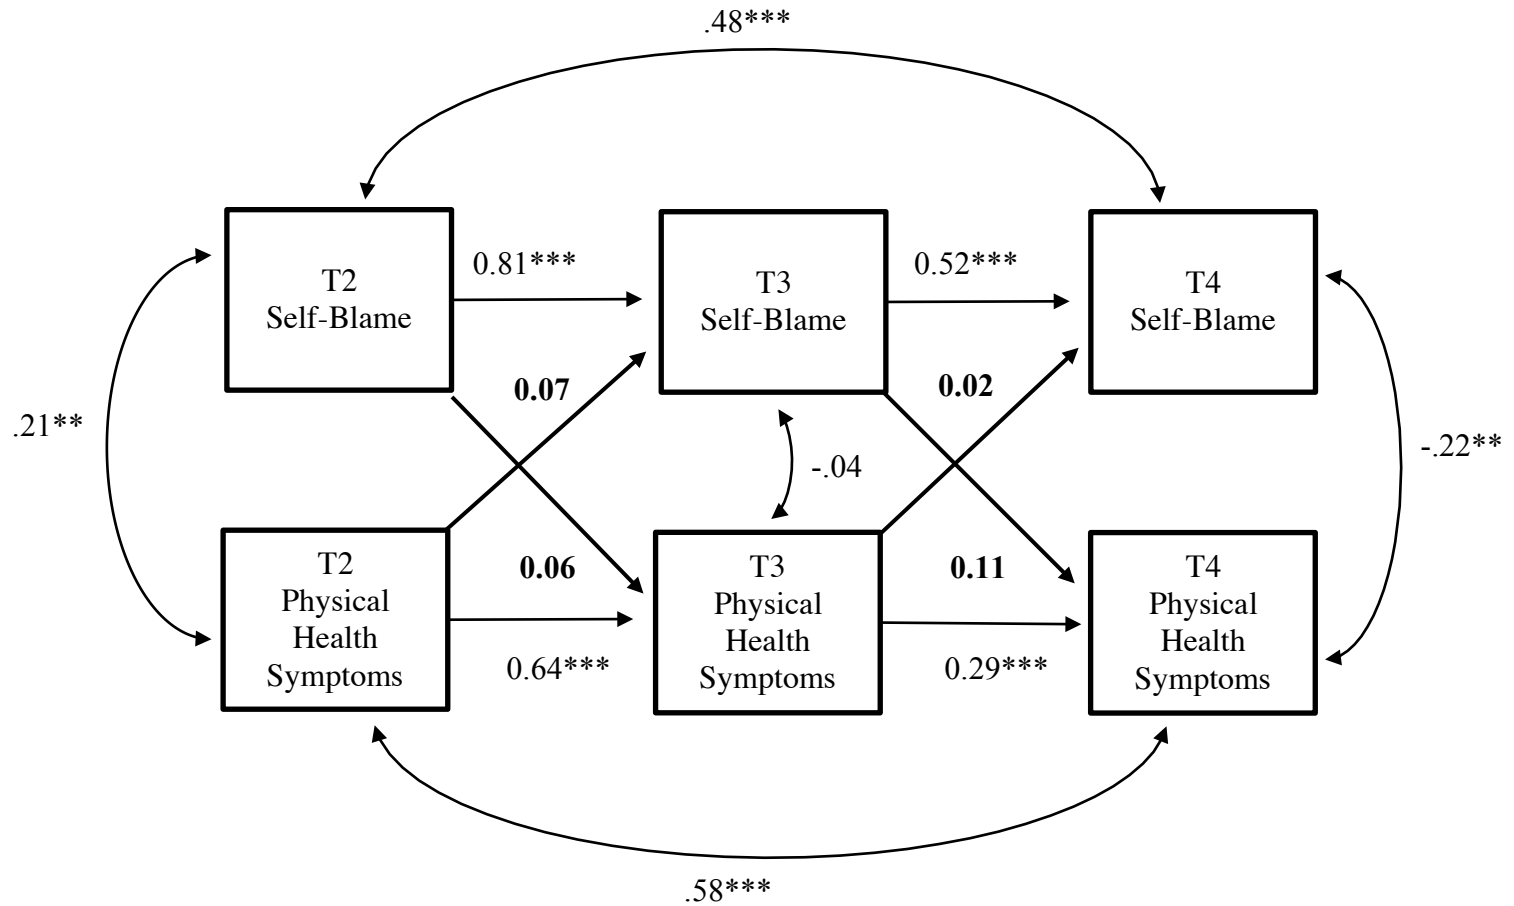 .48***
T2
Self-Blame
0.81***
T3
Self-Blame
0.52***
T4
Self-Blame
0.07
0.02
.21**
-.04
-.22**
T2
Physical
Health
Symptoms
0.06
0.64***
T3
Physical
Health
Symptoms
0.11
0.29***
T4
Physical
Health
Symptoms
.58***